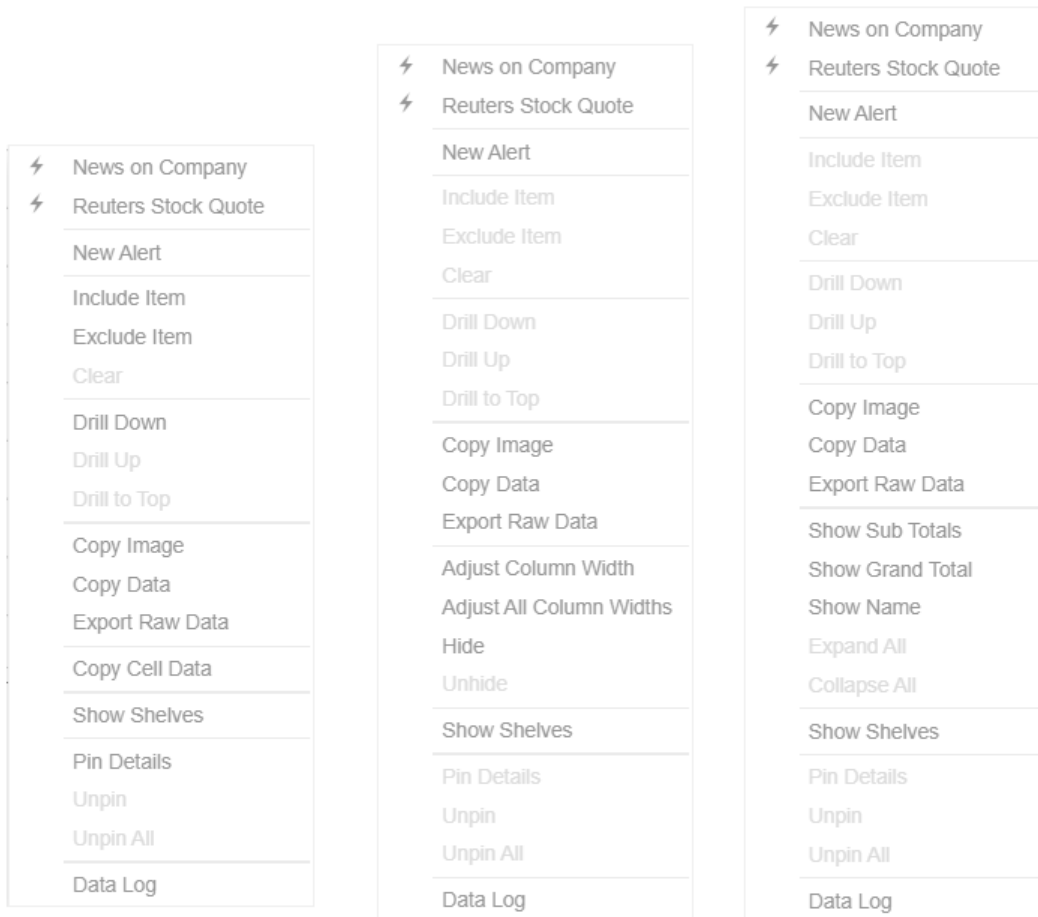 News on Company
Reuters Stock Quote
New Alert
Include Item
Exclude Item
Clear
Drill Down
Drill Up
Drill to Top
Copy Image
Copy Data
Export Raw Data
Copy Cell Data
Show Shelves
Pin Details
Unpin
Unpin All
Data Log
News on Company
Reuters Stock Quote
New Alert
Include Item
Exclude Item
Clear
Drill Down
Drill Up
Drill to Top
Copy Image
Copy Data
Export Raw Data
Adjust Column Width
Adjust All Column Widths
Hide
Unhide
Show Shelves
Pin Details
Unpin
Unpin All
Data Log
News on Company
Reuters Stock Quote
New Alert
Include Item
Exclude Item
Clear
Drill Down
Drill Up
Drill to Top
Copy Image
Copy Data
Export Raw Data
Show Sub Totals
Show Grand Total
Show Name
Expand All
Collapse All
Show Shelves
Pin Details
Unpin
Unpin All
Data Log